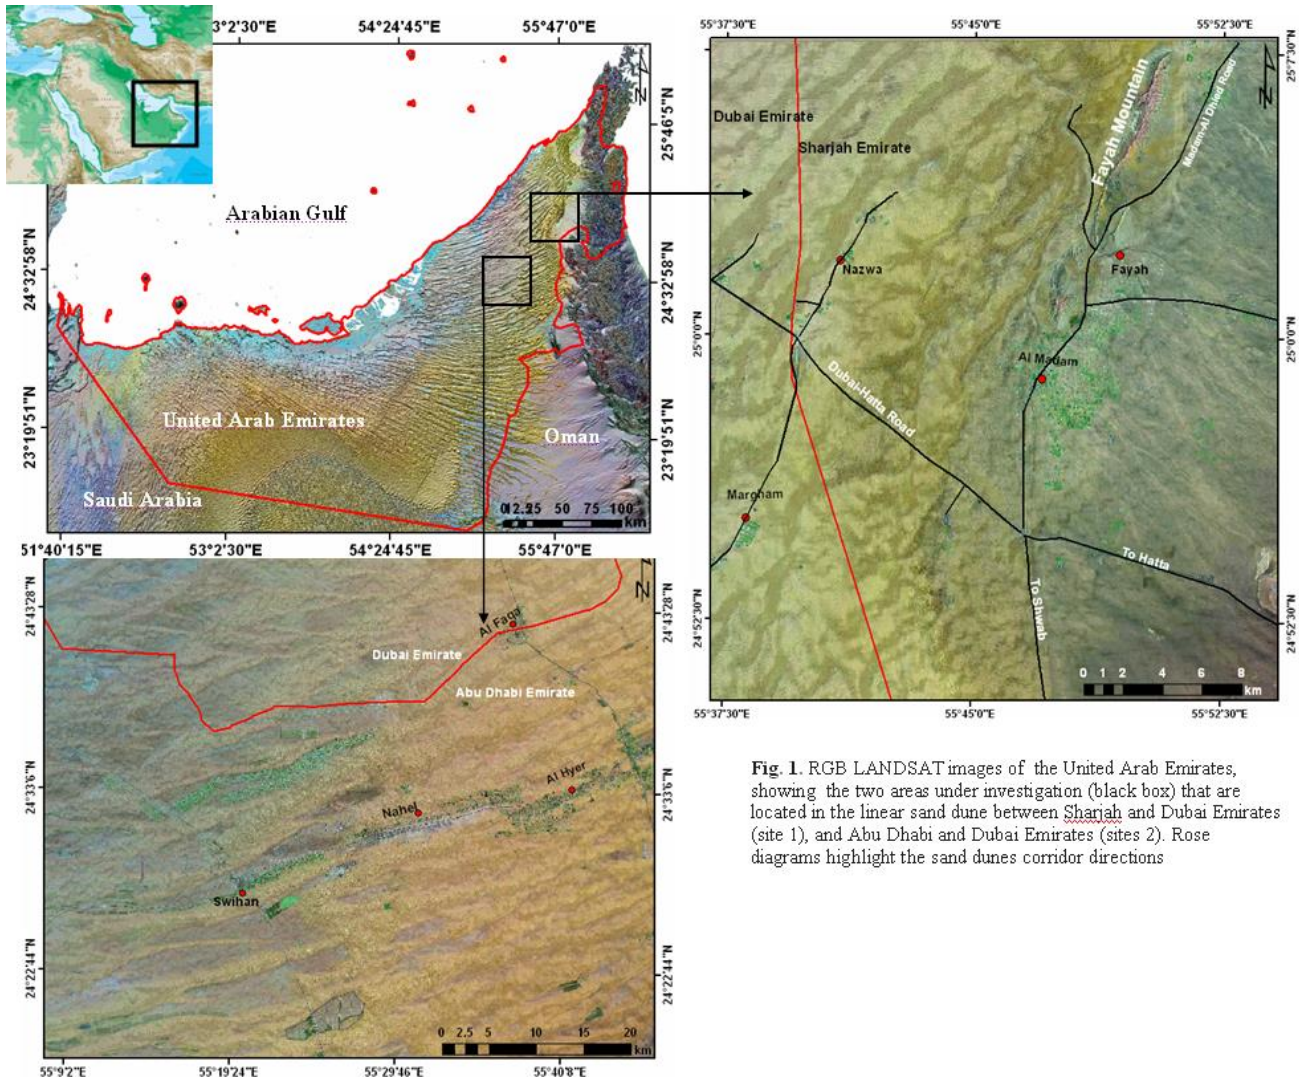 3°2'30"E
54°24'45"E
55°47'0"E
25°46'5"N
24°32'58"N
23°19'51"N
24°32'58"N
23°19'51"N
N
Arabian Gulf
United Arab Emirates
Oman
Saudi Arabia
0 12.525 50 75 100
km
51°40'15"E
53°2'30"E
54°24'45"E
55°47'0"E
55°37'30"E
55°45'0"E
55°52'30"E
25°7'30"N
25°0'0"N
24°52'30"N
25°0'0"N
24°52'30"N
N
Dubai Emirate
Sharjah Emirate
Fayah Mountain
Madam-Al Dhied Road
Nazwa
Fayah
Al Madam
Dubai-Hatta Road
Margham
To Hatta
To Shwab
0 1 2 4 6 8
km
55°37'30"E
55°45'0"E
55°52'30"E
24°43'28"N
24°33'6"N
24°22'44"N
24°43'28"N
24°33'6"N
24°22'44"N
N
Al Faqa
Dubai Emirate
Abu Dhabi Emirate
Al Hyer
Nahel
Swihan
0 2.5 5 10 15 20
km
55°9'2"E
55°19'24"E
55°29'46"E
55°40'8"E
Fig. 1. RGB LANDSAT images of the United Arab Emirates,
showing the two areas under investigation (black box) that are
located in the linear sand dune between Sharjah and Dubai Emirates
(site 1), and Abu Dhabi and Dubai Emirates (sites 2). Rose
diagrams highlight the sand dunes corridor directions